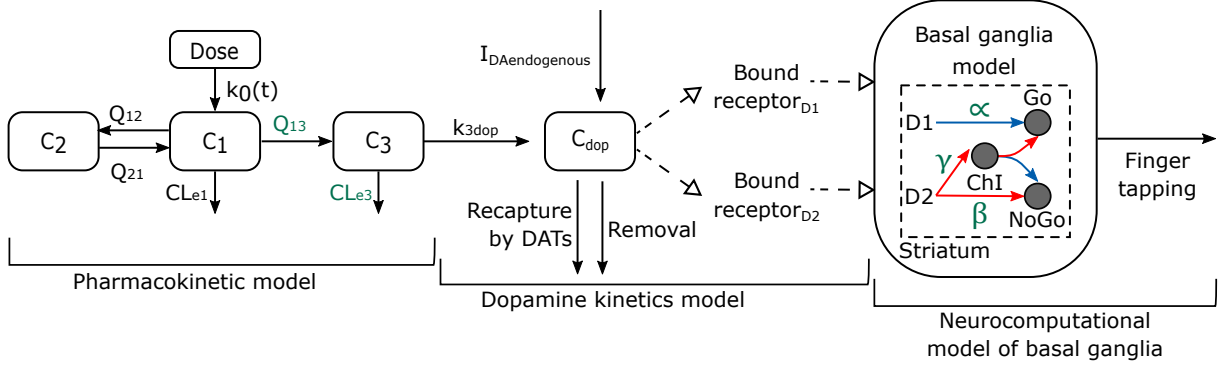 Dose
k0(t)
C2
Q12
Q21
C1
CLe1
Q13
C3
CLe3
k3dop
IDAendogenous
Cdop
Recapture
by DATs
Removal
Bound
receptorD1
Bound
receptorD2
Basal ganglia
model
D1
α
Go
γ
ChI
D2
β
NoGo
Striatum
Finger
tapping
Pharmacokinetic model
Dopamine kinetics model
Neurocomputational
model of basal ganglia